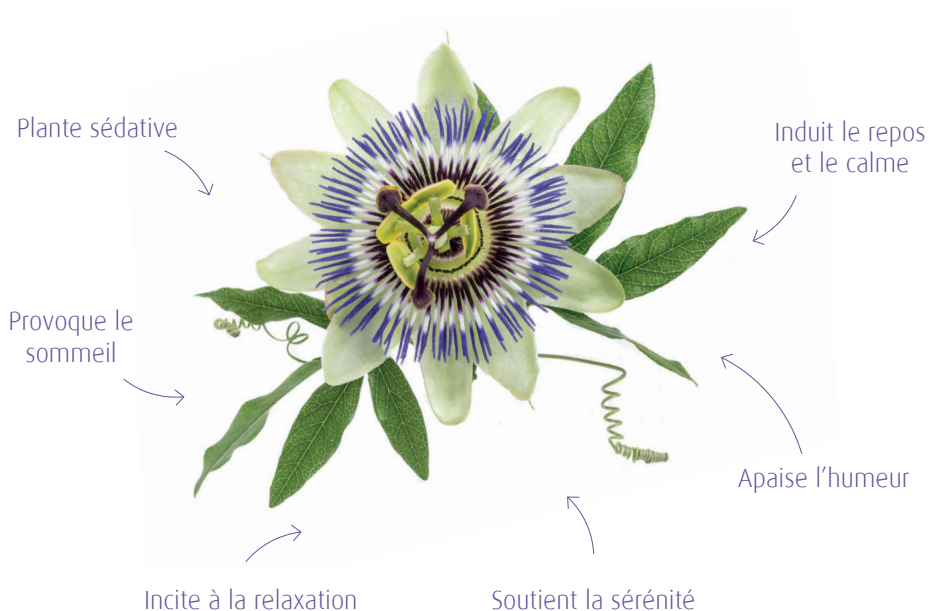 Plante sédative
Induit le repos
et le calme
Provoque le
sommeil
Apaise l’humeur
Incite à la relaxation
Soutient la sérénité